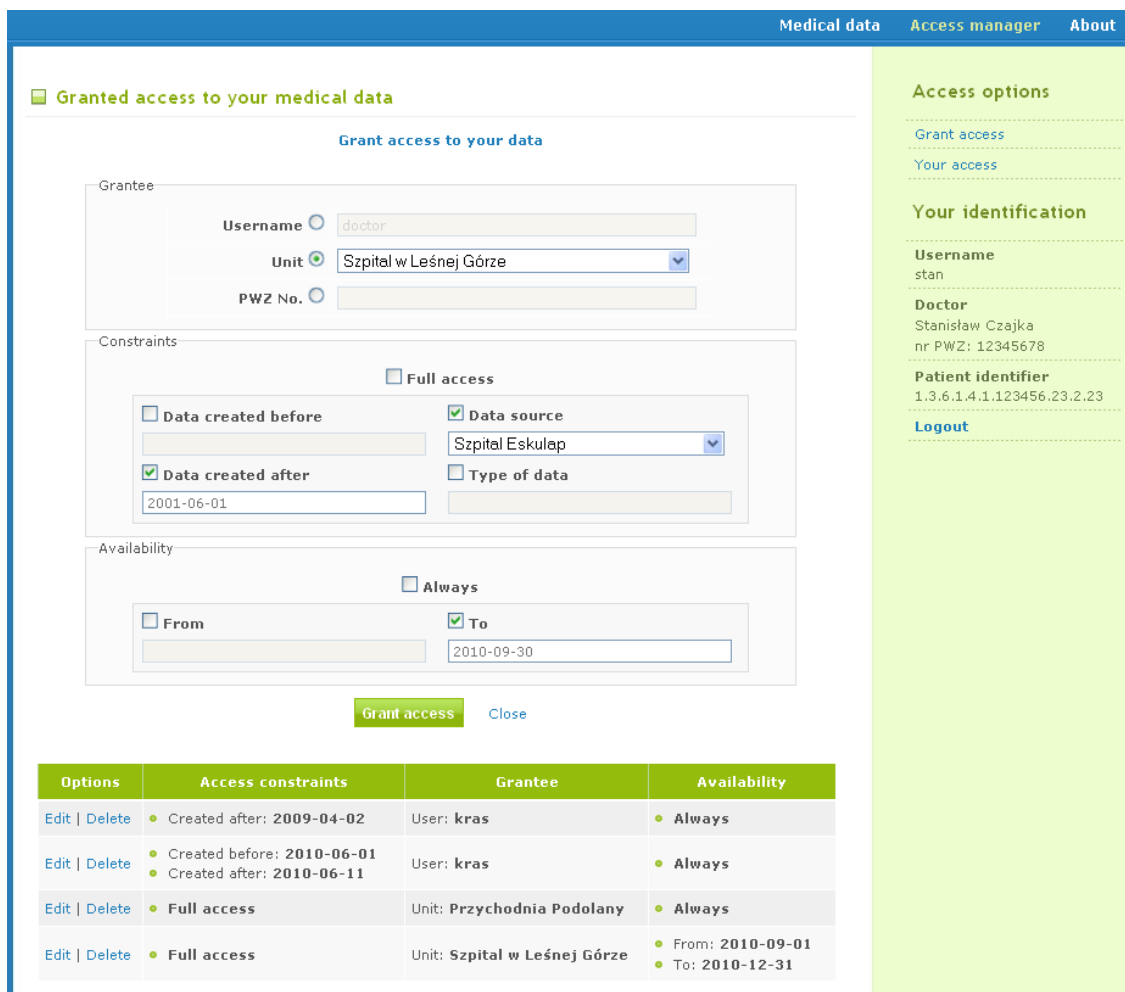 Medical data Access manager About
Granted access to your medical data
Grant access to your data
Grantee
Username doctor
Unit Szpital w Leśnej Górze
PWZ No.
Constraints
Full access
Data created before Data source
Szpital Eskulap
Data created after Type of data
2001-06-01
Availability
Always
From To
2010-09-30
Grant access Close
Options Access constraints Grantee Availability
Edit | Delete Created after: 2009-04-02 User: kras Always
Edit | Delete Created before: 2010-06-01 User: kras Always
Created after: 2010-06-11
Edit | Delete Full access Unit: Przychodnia Podolany Always
Edit | Delete Full access Unit: Szpital w Leśnej Górze From: 2010-09-01
To: 2010-12-31
Access options
Grant access
Your access
Your identification
Username
stan
Doctor
Stanisław Czajka
nr PWZ: 12345678
Patient identifier
1.3.6.1.4.1.123456.23.2.23
Logout